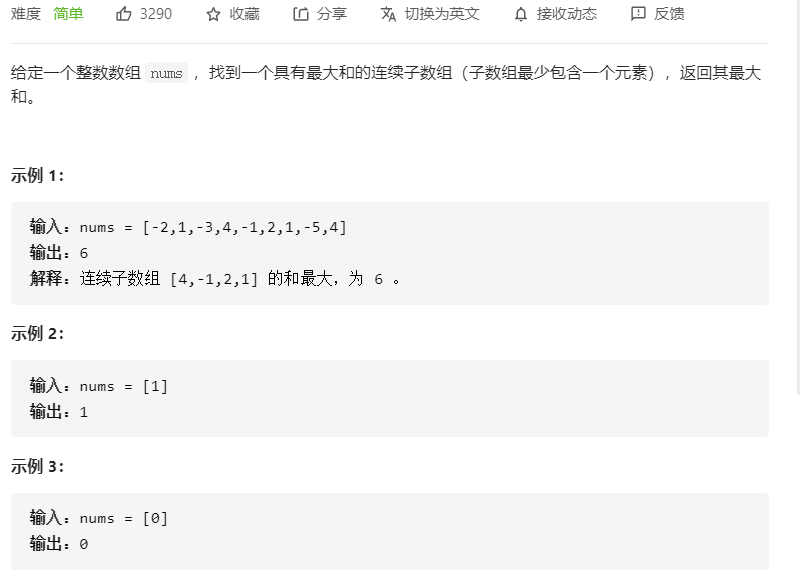 难度 简单 3290 收藏 分享 切换为英文 接收动态 反馈
给定一个整数数组 nums ，找到一个具有最大和的连续子数组（子数组最少包含一个元素），返回其最大
和。
示例 1：
输入：nums = [-2,1,-3,4,-1,2,1,-5,4]
输出：6
解释：连续子数组 [4,-1,2,1] 的和最大，为 6 。
示例 2：
输入：nums = [1]
输出：1
示例 3：
输入：nums = [0]
输出：0